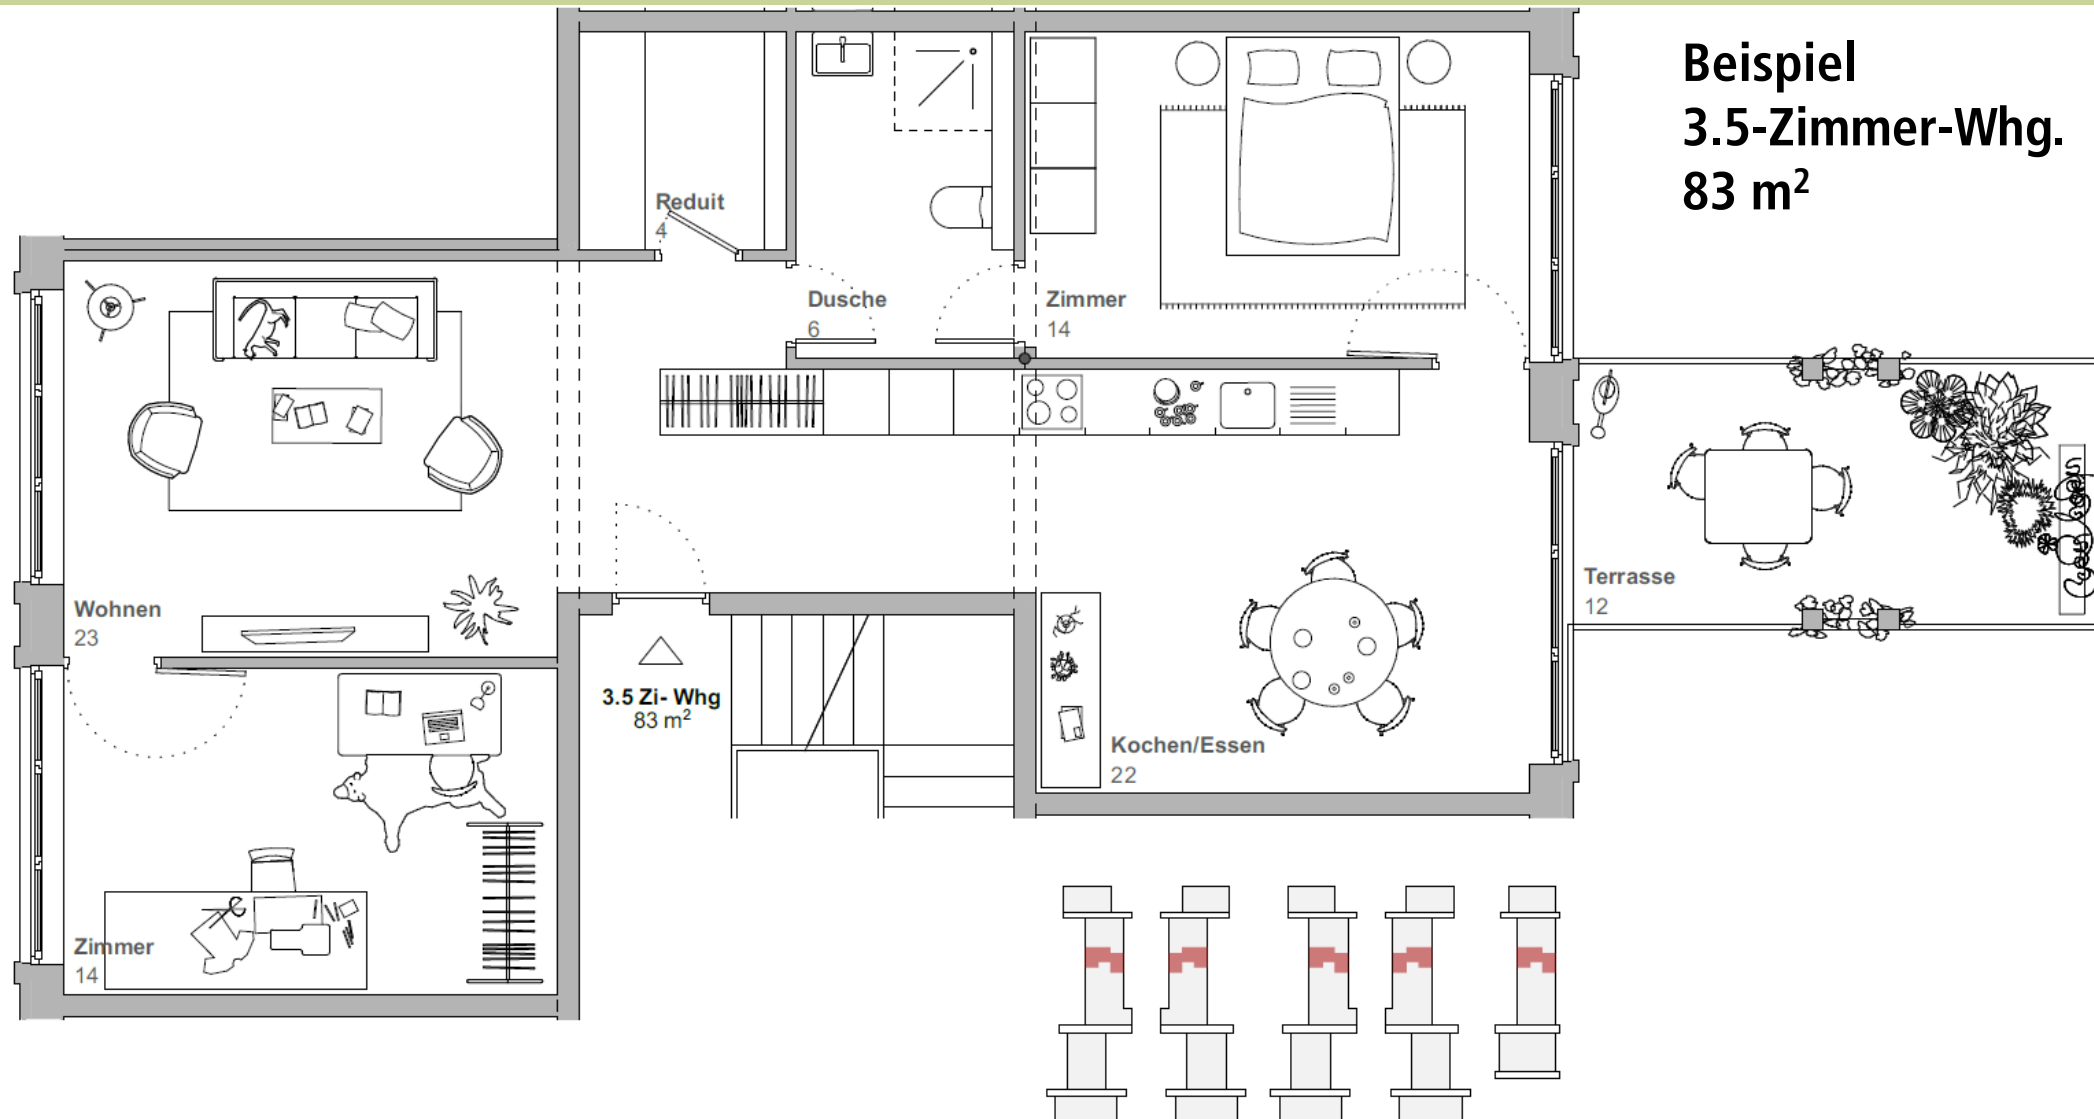 Beispiel
3.5-Zimmer-Whg.
83 m²
Reduit
4
Dusche
6
Zimmer
14
Wohnen
23
Terrasse
12
3.5 Zi- Whg
83 m²
Kochen/Essen
22
Zimmer
14